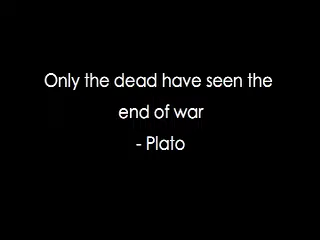 Only the dead have seen the
end of war
- Plato